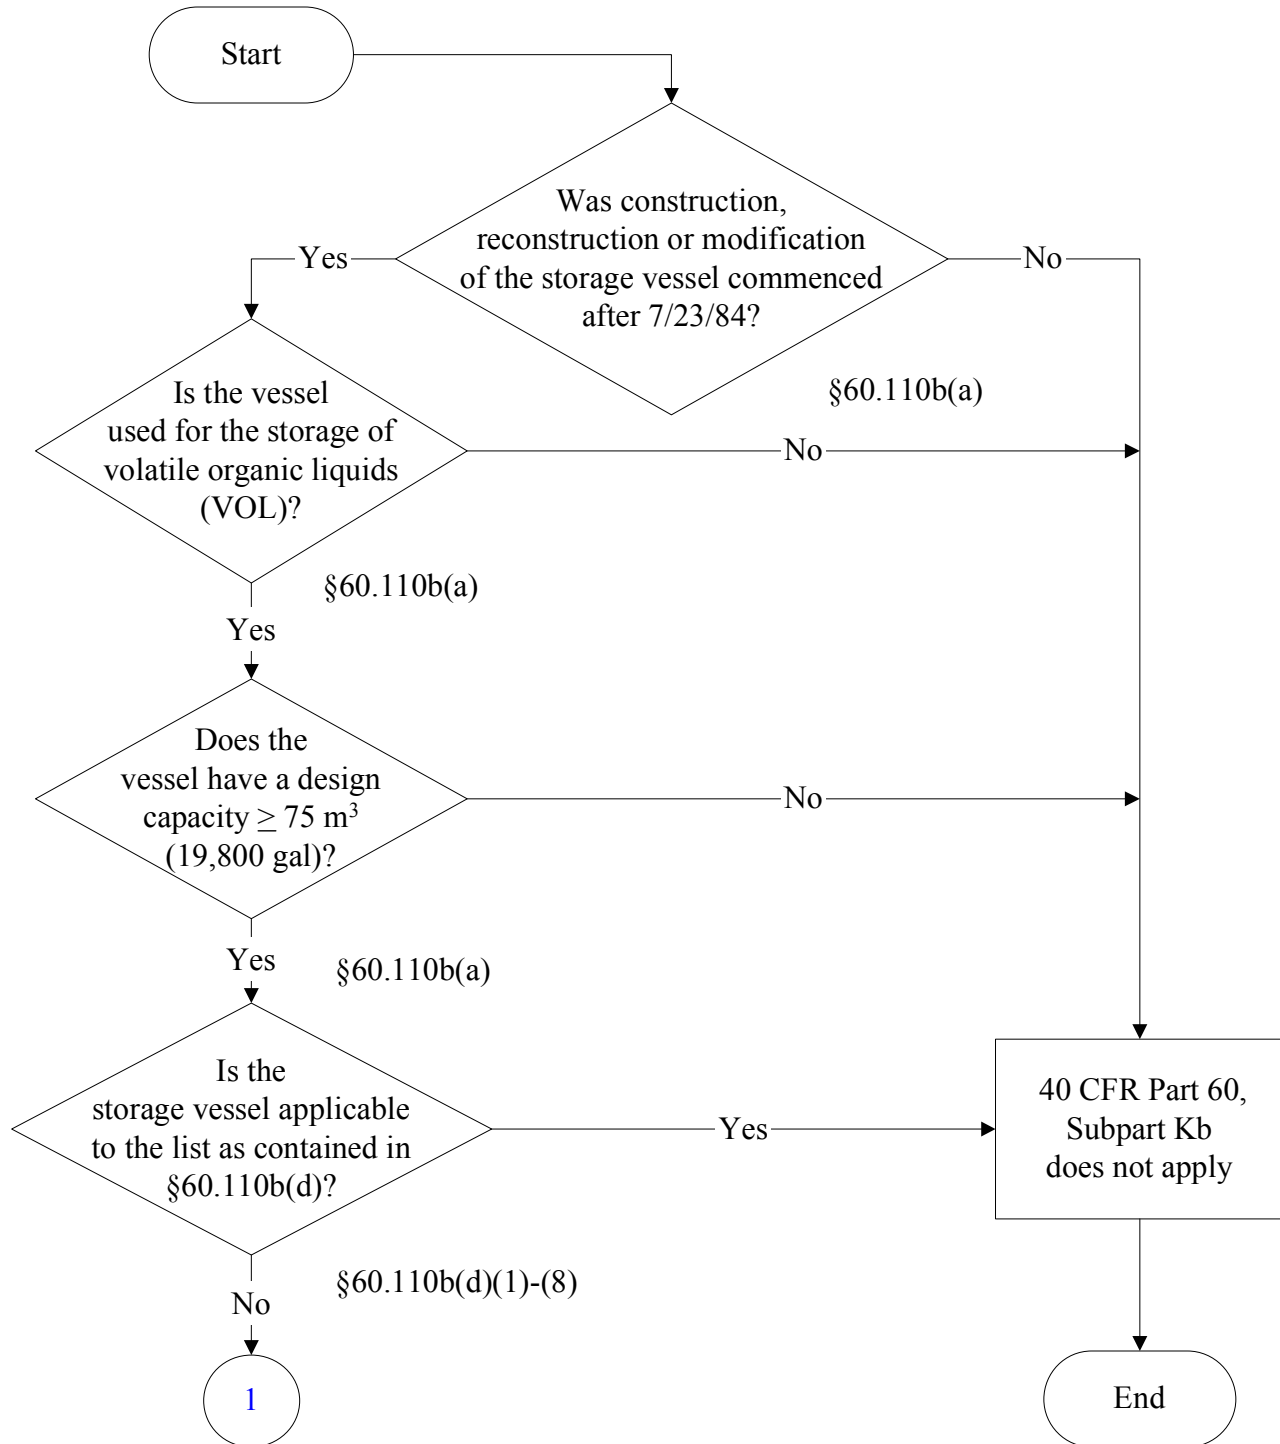 Start
Was construction,
reconstruction or modification
of the storage vessel commenced
after 7/23/84?
Yes
No
§60.110b(a)
Is the vessel
used for the storage of
volatile organic liquids
(VOL)?
No
§60.110b(a)
Yes
Does the
vessel have a design
capacity ≥ 75 m³
(19,800 gal)?
No
Yes
§60.110b(a)
Is the
storage vessel applicable
to the list as contained in
§60.110b(d)?
Yes
40 CFR Part 60,
Subpart Kb
does not apply
§60.110b(d)(1)-(8)
No
1
End